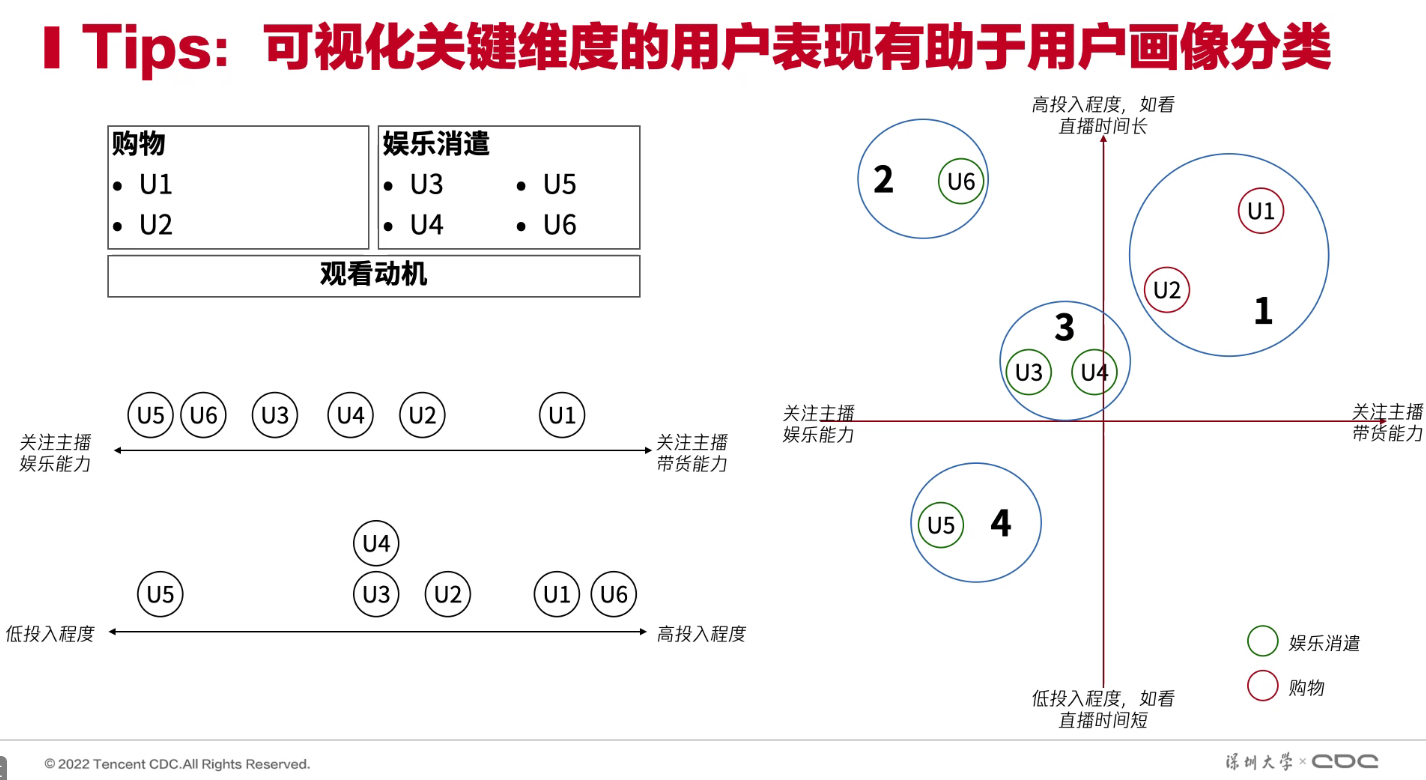 Tips: 可视化关键维度的用户表现有助于用户画像分类
购物
• U1
• U2
娱乐消遣
• U3
• U4
• U5
• U6
观看动机
U5
U6
U3
U4
U2
U1
关注主播
娱乐能力
关注主播
带货能力
U4
U5
U3
U2
U1
U6
低投入程度
高投入程度
高投入程度，如看
直播时间长
2
U6
U1
U2
1
3
U3
U4
关注主播
娱乐能力
关注主播
带货能力
U5
4
低投入程度，如看
直播时间短
娱乐消遣
购物
© 2022 Tencent CDC.All Rights Reserved.
深圳大学 × CDC